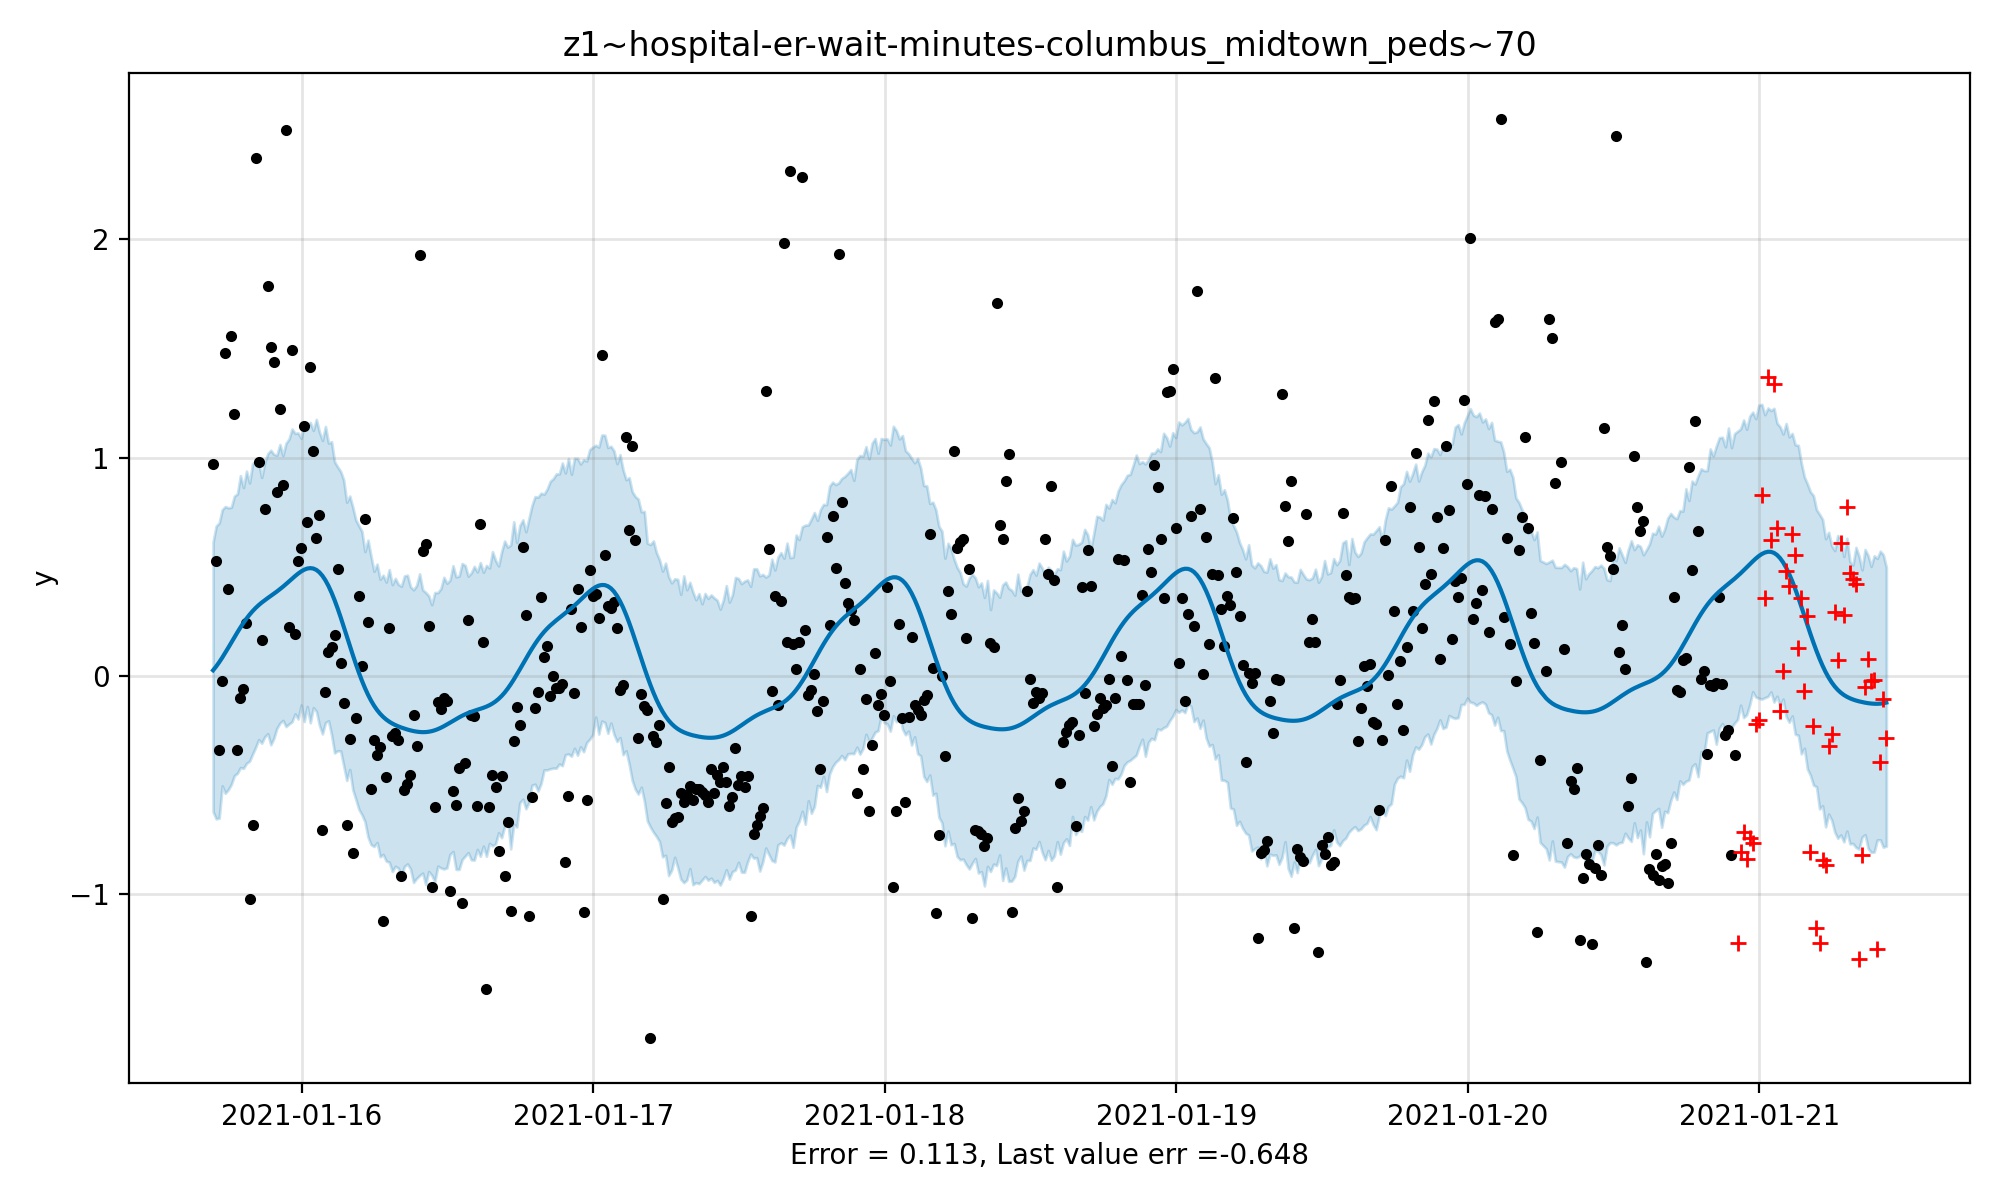 z1~hospital-er-wait-minutes-columbus_midtown_peds~70
y
2
1
0
−1
2021-01-16 2021-01-17 2021-01-18 2021-01-19 2021-01-20 2021-01-21
Error = 0.113, Last value err =-0.648